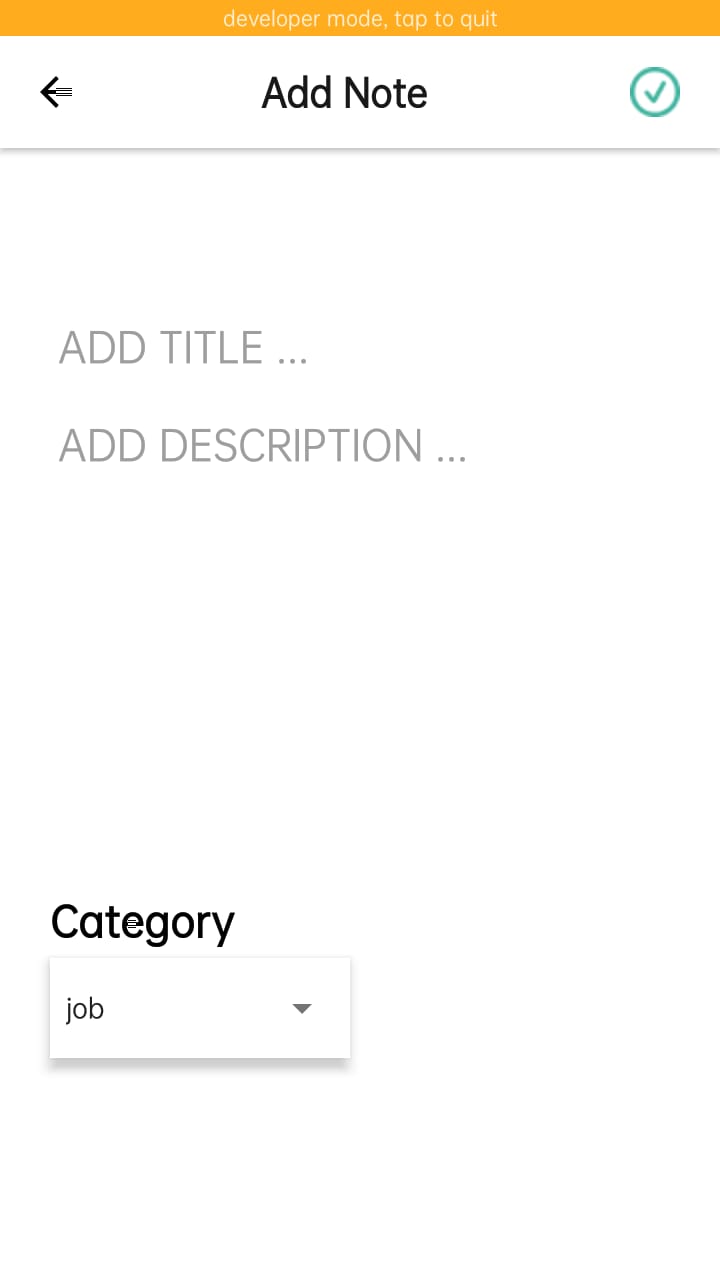 developer mode, tap to quit
Add Note
ADD TITLE ...
ADD DESCRIPTION ...
Category
job